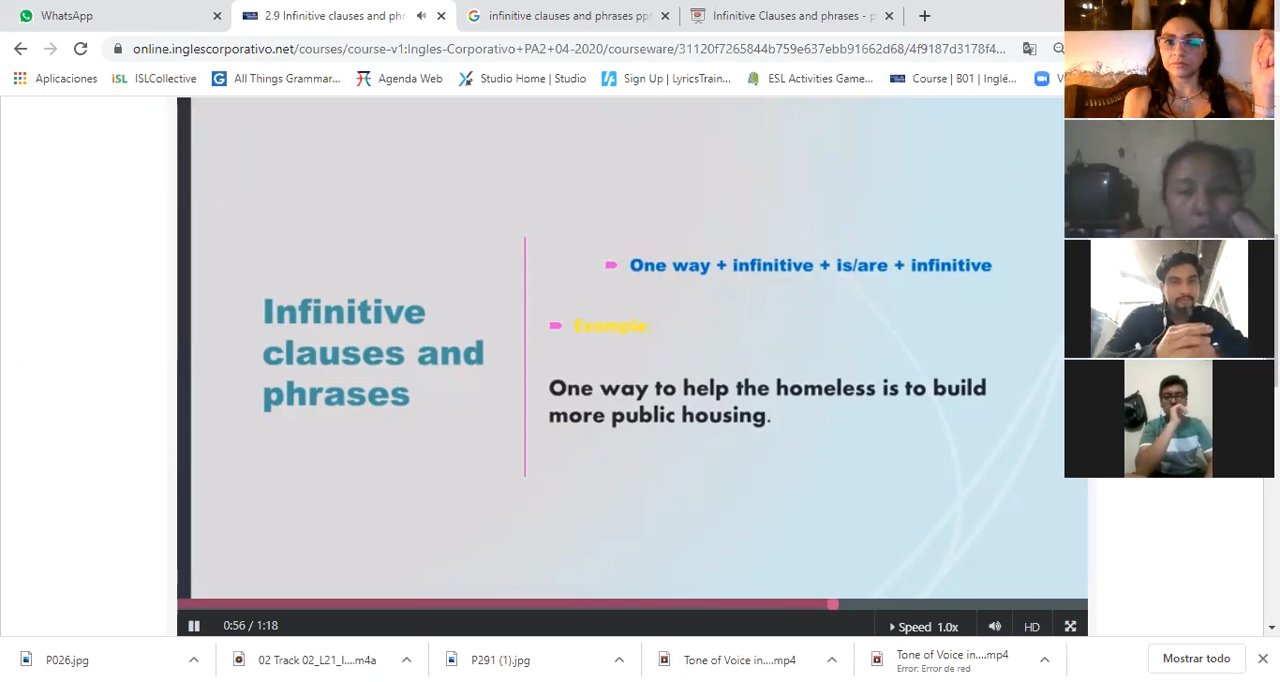 WhatsApp
2.9 Infinitive clauses and phr
infinitive clauses and phrases ppt
Infinitive Clauses and phrases - p
online.inglescorporativo.net/courses/course-v1:Ingles-Corporativo+PA2+04-2020/courseware/31120f7265844b759e637ebb91662d68/4f9187d3178f4...
Aplicaciones
iSL ISLCollective
All Things Grammar...
Agenda Web
Studio Home | Studio
Sign Up | LyricsTrain...
ESL Activities Game...
Course | B01 | Inglé...
Infinitive
clauses and
phrases
One way + infinitive + is/are + infinitive
Example:
One way to help the homeless is to build
more public housing.
0:56 / 1:18
Speed 1.0x
HD
P026.jpg
02 Track 02_L21_I....m4a
P291 (1).jpg
Tone of Voice in....mp4
Tone of Voice in....mp4
Error: Error de red
Mostrar todo